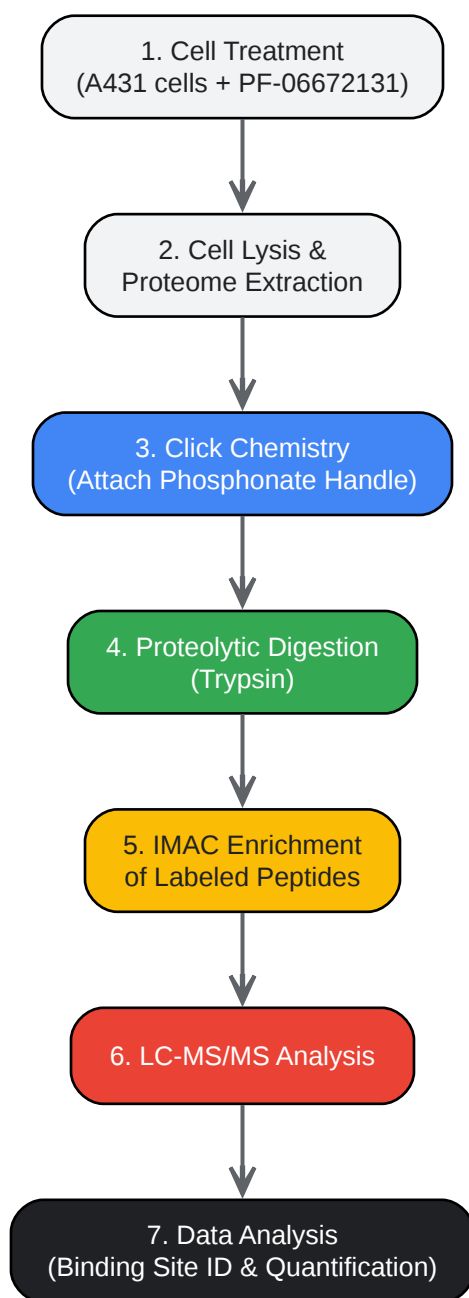 1. Cell Treatment
(A431 cells + PF-06672131)
2. Cell Lysis &
Proteome Extraction
3. Click Chemistry
(Attach Phosphonate Handle)
4. Proteolytic Digestion
(Trypsin)
5. IMAC Enrichment
of Labeled Peptides
6. LC-MS/MS Analysis
7. Data Analysis
(Binding Site ID & Quantification)